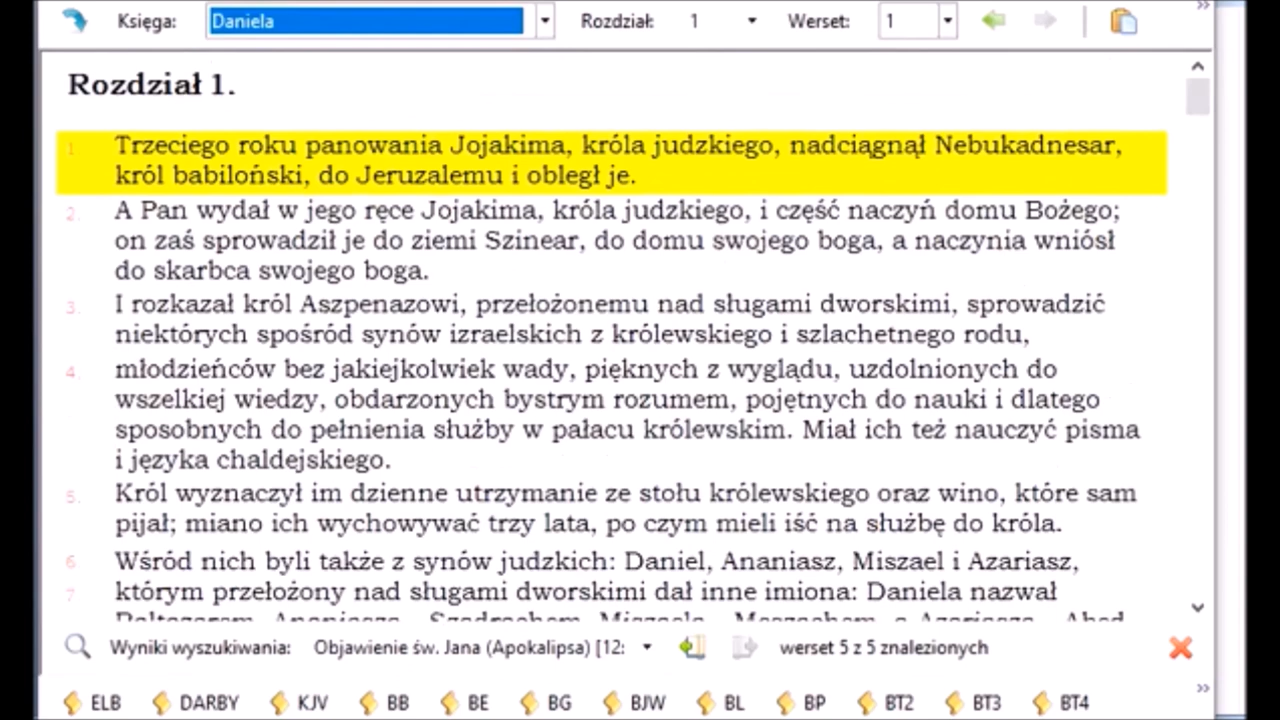 Księga: Daniela Rozdział: 1 Werset: 1
Rozdział 1.
1 Trzeciego roku panowania Jojakima, króla judzkiego, nadciągnął Nebukadnesar,
król babiloński, do Jeruzalemu i obległ je.
2. A Pan wydał w jego ręce Jojakima, króla judzkiego, i część naczyń domu Bożego;
on zaś sprowadził je do ziemi Szinear, do domu swojego boga, a naczynia wniósł
do skarbca swojego boga.
3. I rozkazał król Aszpenazowi, przełożonemu nad sługami dworskimi, sprowadzić
niektórych spośród synów izraelskich z królewskiego i szlachetnego rodu,
4. młodzieńców bez jakiejkolwiek wady, pięknych z wyglądu, uzdolnionych do
wszelkiej wiedzy, obdarzonych bystrym rozumem, pojętnych do nauki i dlatego
sposobnych do pełnienia służby w pałacu królewskim. Miał ich też nauczyć pisma
i języka chaldejskiego.
5. Król wyznaczył im dzienne utrzymanie ze stołu królewskiego oraz wino, które sam
pijał; miano ich wychowywać trzy lata, po czym mieli iść na służbę do króla.
6 Wśród nich byli także z synów judzkich: Daniel, Ananiasz, Miszael i Azariasz,
7 którym przełożony nad sługami dworskimi dał inne imiona: Daniela nazwał
Wyniki wyszukiwania: Objawienie św. Jana (Apokalipsa) [12: werset 5 z 5 znalezionych
ELB DARBY KJV BB BE BG BJW BL BP BT2 BT3 BT4